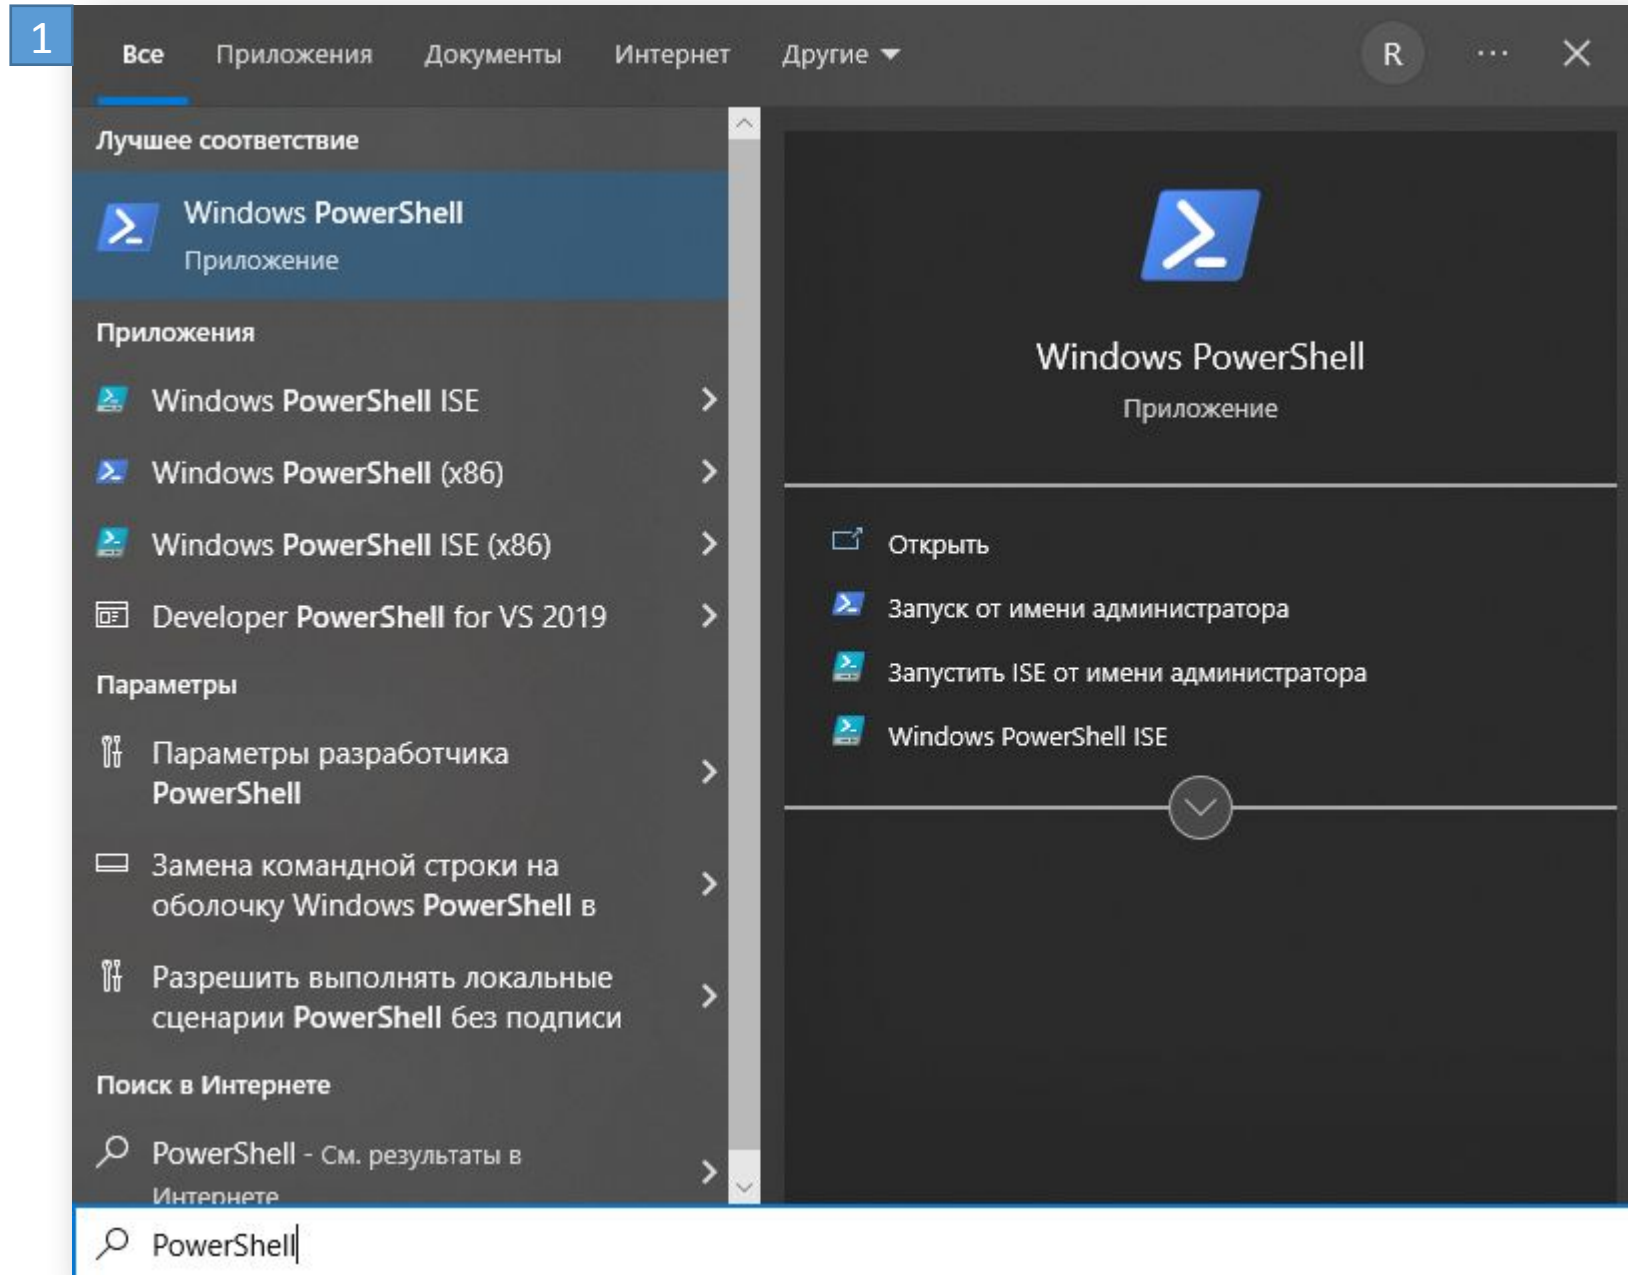 1
Все Приложения Документы Интернет Другие R
Лучшее соответствие
Windows PowerShell
Приложение
Приложения
Windows PowerShell ISE
Windows PowerShell (x86)
Windows PowerShell ISE (x86)
Developer PowerShell for VS 2019
Параметры
Параметры разработчика
PowerShell
Замена командной строки на
оболочку Windows PowerShell в
Разрешить выполнять локальные
сценарии PowerShell без подписи
Поиск в Интернете
PowerShell - См. результаты в
Интернете
PowerShell
Windows PowerShell
Приложение
Открыть
Запуск от имени администратора
Запустить ISE от имени администратора
Windows PowerShell ISE